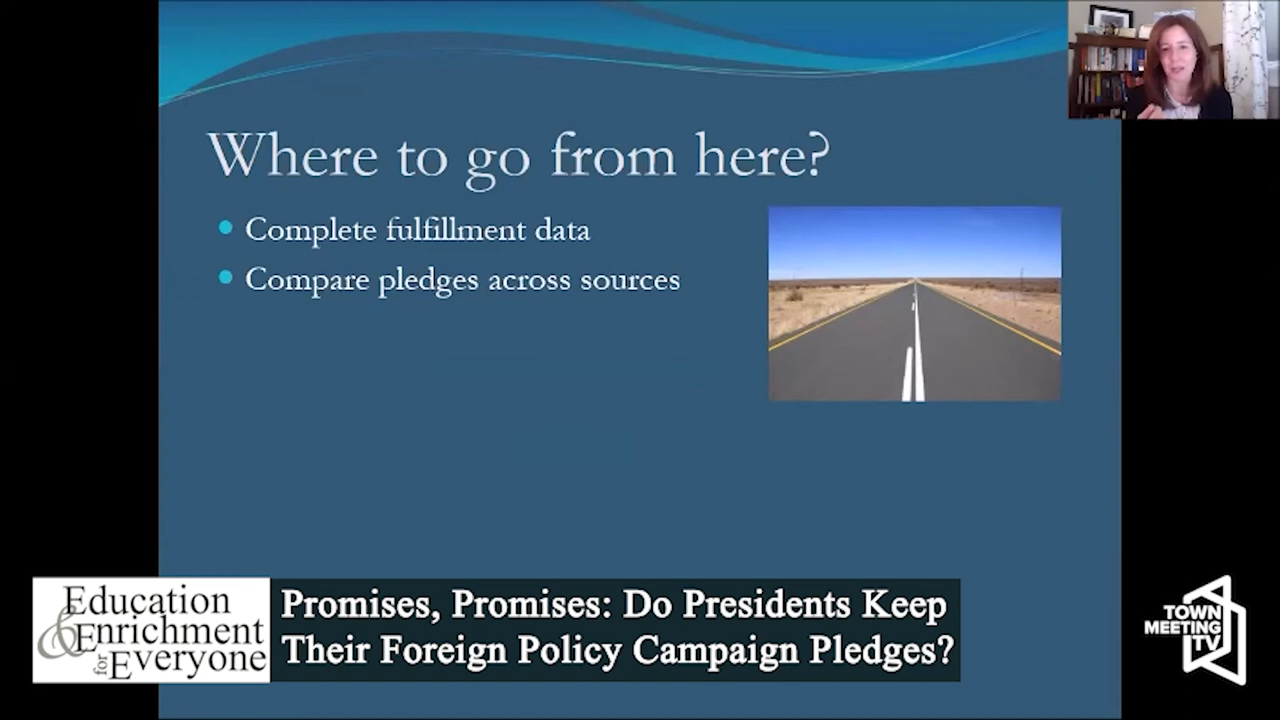 Where to go from here?
Complete fulfillment data
Compare pledges across sources
Education
& Enrichment
for Everyone
Promises, Promises: Do Presidents Keep
Their Foreign Policy Campaign Pledges?
TOWN
MEETING
TV